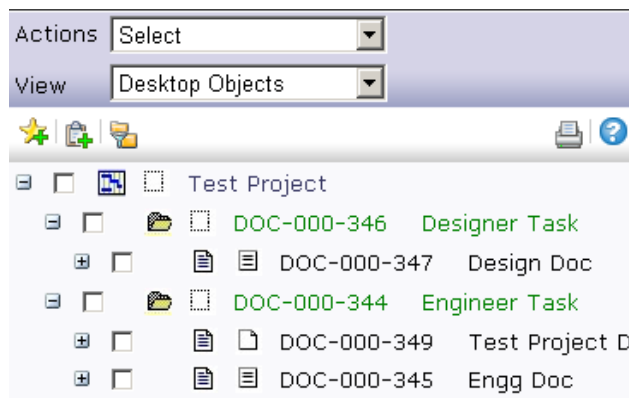 Actions Select
View Desktop Objects
Test Project
DOC-000-346 Designer Task
DOC-000-347 Design Doc
DOC-000-344 Engineer Task
DOC-000-349 Test Project D
DOC-000-345 Engg Doc